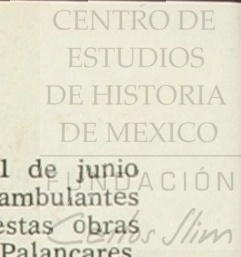 CENTRO DE
ESTUDIOS
DE HISTORIA
DE MEXICO
FUNDACIÓN
Carlos Slim
1 de junio
ambulantes
estas obras
Palancares